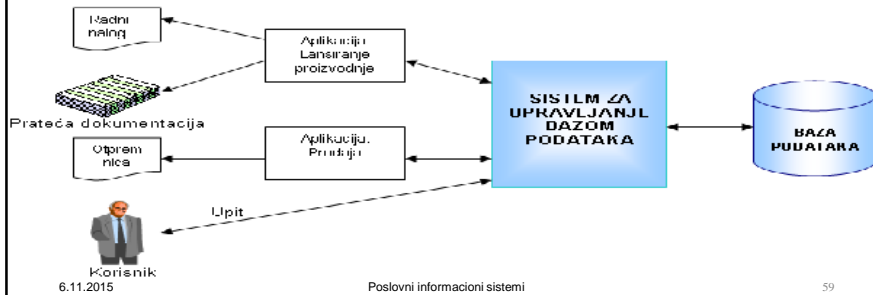 Radni
nalog
Aplikacija
Lansiranje
proizvodnje
Prateća dokumentacija
SISTEM ZA
UPRAVLJANJE
BAZOM
PODATAKA
BAZA
PODATAKA
Otprem
nica
Aplikacija.
Prodaja
Upit
Korisnik
6.11.2015
Poslovni informacioni sistemi
59